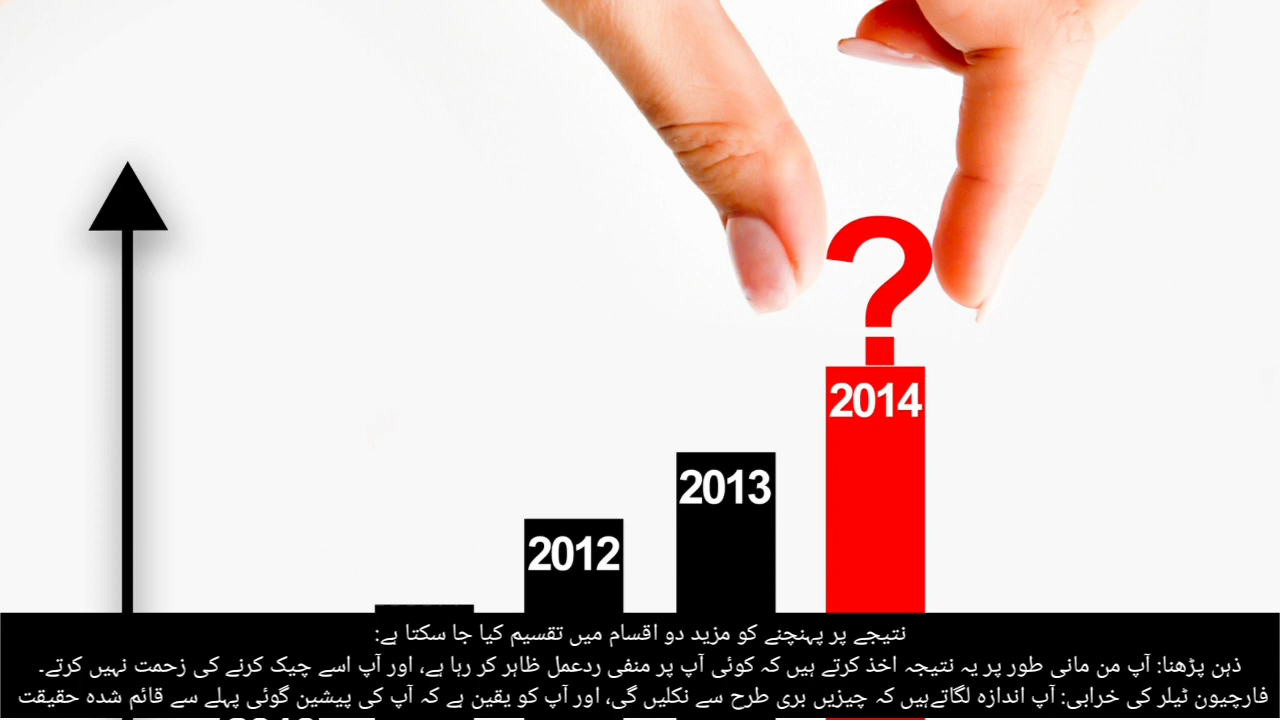 ?
2014
2013
2012
نتیجے پر پہنچنے کو مزید دو اقسام میں تقسیم کیا جا سکتا ہے:
ذہن پڑھنا: آپ من مانی طور پر یہ نتیجہ اخذ کرتے ہیں کہ کوئی آپ پر منفی ردعمل ظاہر کر رہا ہے، اور آپ اسے چیک کرنے کی زحمت نہیں کرتے۔
فارچیون ٹیلر کی خرابی: آپ اندازہ لگاتےہیں کہ چیزیں بری طرح سے نکلیں گی، اور آپ کو یقین ہے کہ آپ کی پیشین گوئی پہلے سے قائم شدہ حقیقت